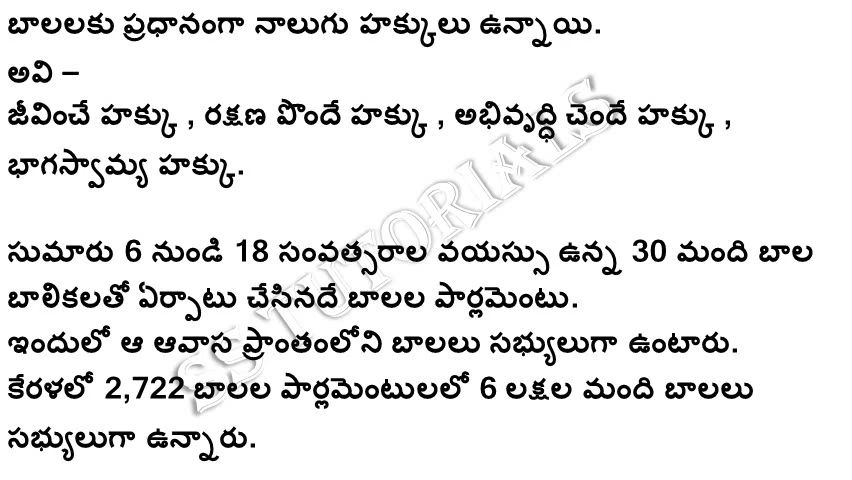 బాలలకు ప్రధానంగా నాలుగు హక్కులు ఉన్నాయి.
అవి –
జీవించే హక్కు , రక్షణ పొందే హక్కు , అభివృద్ధి చెందే హక్కు ,
భాగస్వామ్య హక్కు.
సుమారు 6 నుండి 18 సంవత్సరాల వయస్సు ఉన్న 30 మంది బాల
బాలికలతో ఏర్పాటు చేసినదే బాలల పార్లమెంటు.
ఇందులో ఆ ఆవాస ప్రాంతంలోని బాలలు సభ్యులుగా ఉంటారు.
కేరళలో 2,722 బాలల పార్లమెంటులలో 6 లక్షల మంది బాలలు
సభ్యులుగా ఉన్నారు.
SS TUTORIALS